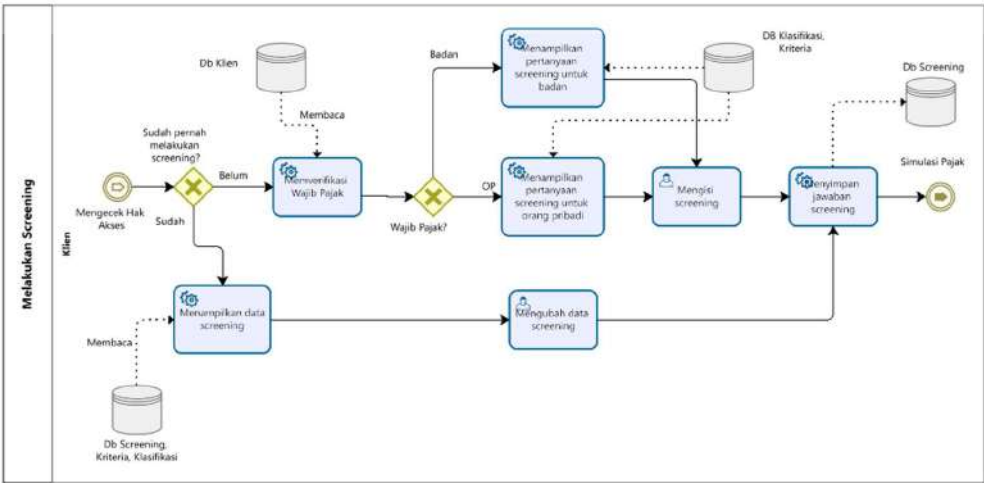 Melakukan Screening
Klien
Mengecek Hak
Akses
Sudah pernah
melakukan
screening?
Belum
Sudah
Db Klien
Membaca
Memverifikasi
Wajib Pajak
Wajib Pajak?
Badan
OP
Menampilkan
pertanyaan
screening untuk
badan
DB Klasifikasi,
Kriteria
Menampilkan
pertanyaan
screening untuk
orang pribadi
Mengisi
screening
Menyimpan
jawaban
screening
Db Screening
Simulasi Pajak
Menampilkan data
screening
Mengubah data
screening
Membaca
Db Screening,
Kriteria, Klasifikasi